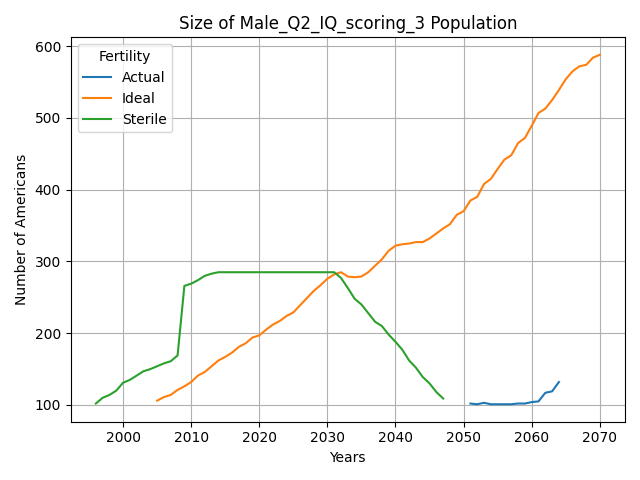 Size of Male_Q2_IQ_scoring_3 Population
Fertility
Actual
Ideal
Sterile
Number of Americans
600
500
400
300
200
100
2000
2010
2020
2030
2040
2050
2060
2070
Years